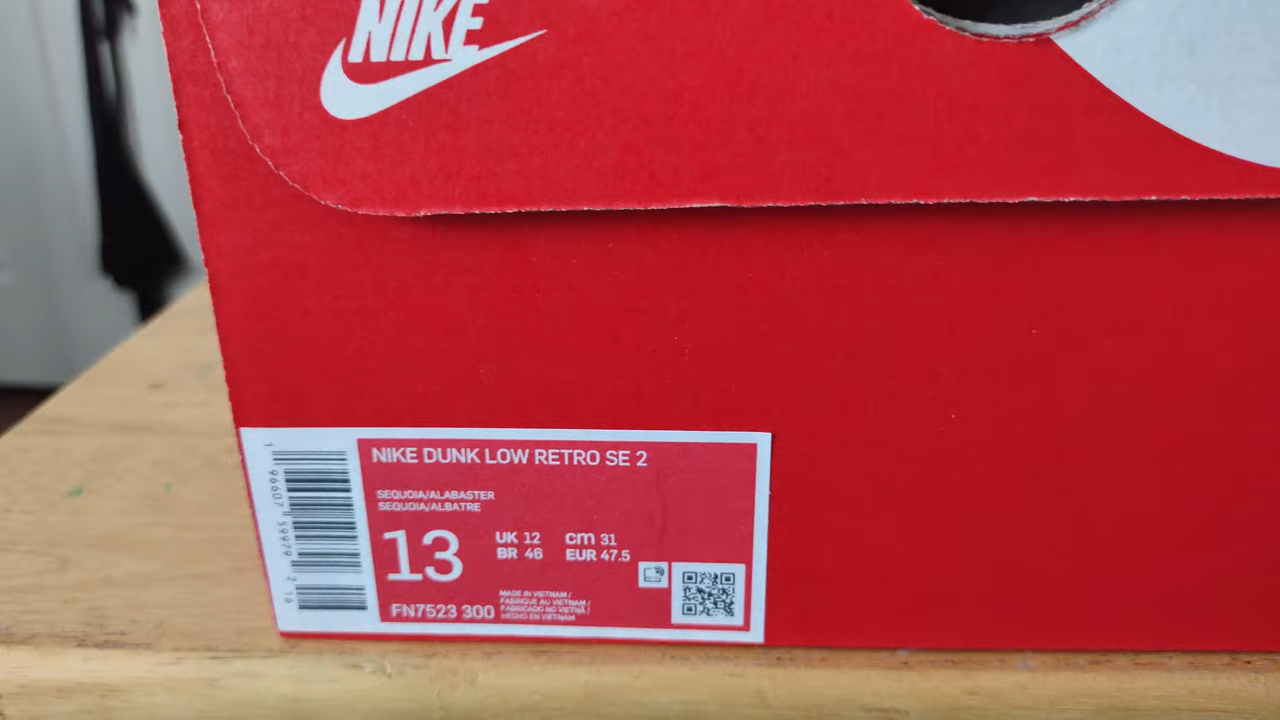 NIKE
NIKE DUNK LOW RETRO SE 2
SEQUOIA/ALABASTER
SEQUOIA/ALBATRE
13
UK 12 cm 31
BR 46 EUR 47.5
FN7523 300
MADE IN VIETNAM /
FABRIQUE AU VIETNAM /
FABRICADO NO VIETNÃ /
HECHO EN VIETNAM